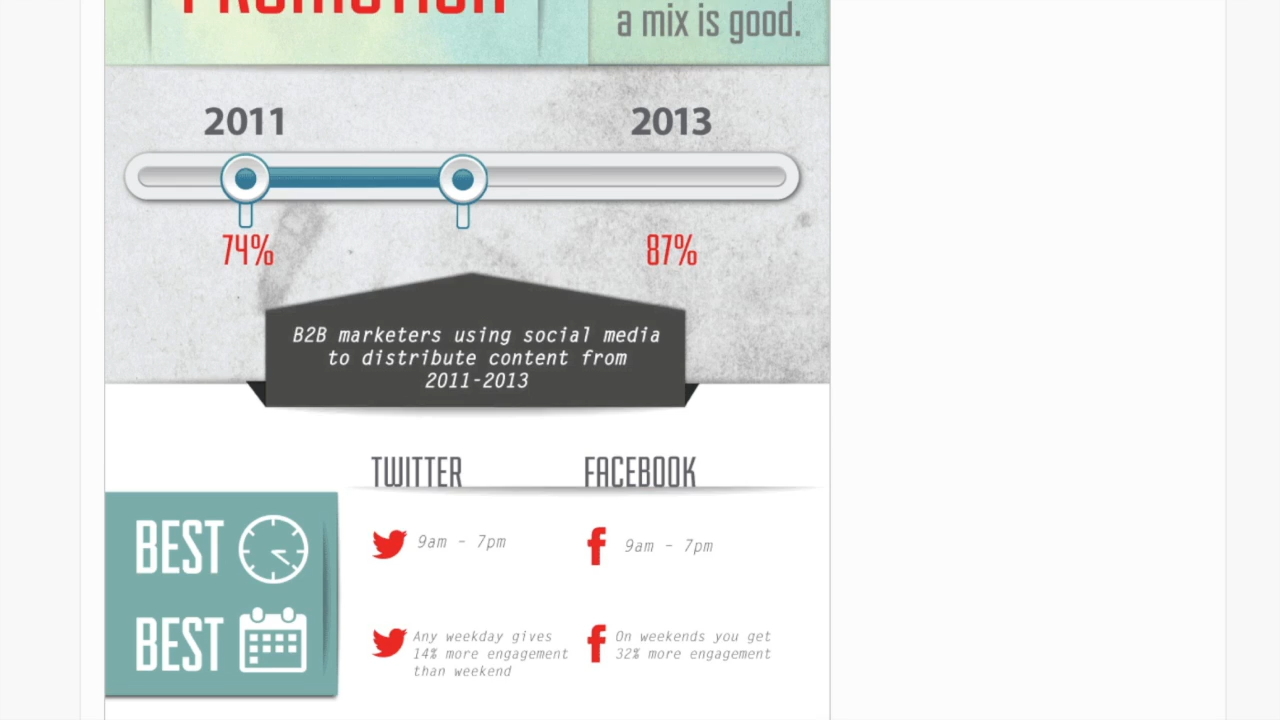 PROMOTION
a mix is good.
2011
2013
74%
87%
B2B marketers using social media
to distribute content from
2011-2013
TWITTER
FACEBOOK
BEST
9am - 7pm
9am - 7pm
BEST
Any weekday gives
14% more engagement
than weekend
On weekends you get
32% more engagement